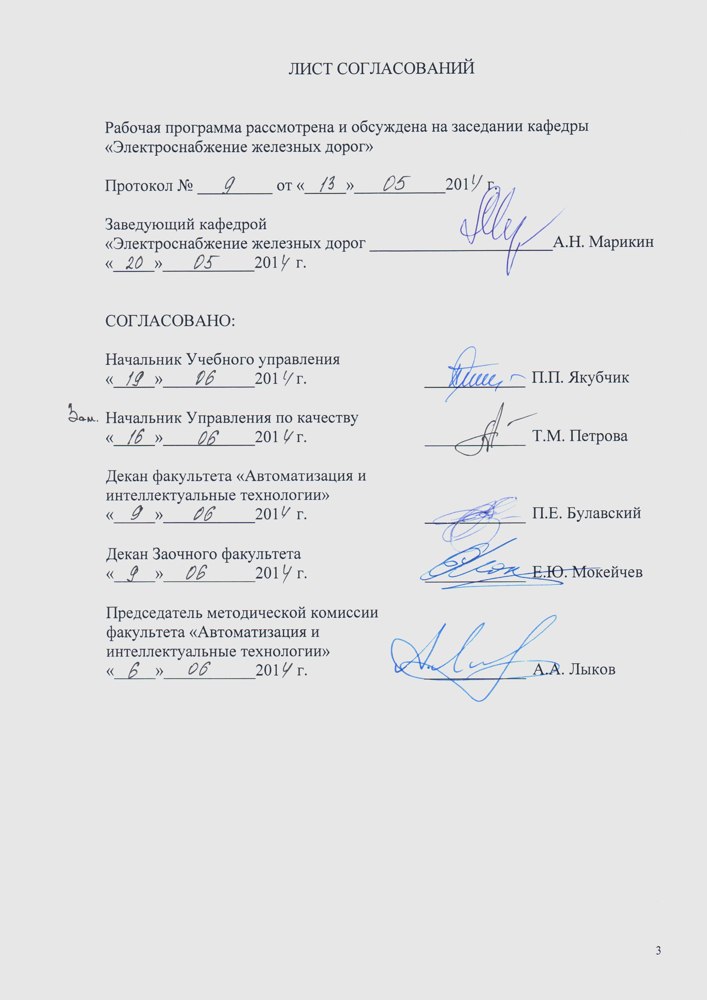 ЛИСТ СОГЛАСОВАНИЙ
Рабочая программа рассмотрена и обсуждена на заседании кафедры
«Электроснабжение железных дорог»
Протокол № 9 от «13» 05 2014 г.
Заведующий кафедрой
«Электроснабжение железных дорог А.Н. Марикин
«20» 05 2014 г.
СОГЛАСОВАНО:
Начальник Учебного управления
«19» 06 2014 г. П.П. Якубчик
Зам. Начальник Управления по качеству
«16» 06 2014 г. Т.М. Петрова
Декан факультета «Автоматизация и
интеллектуальные технологии»
«9» 06 2014 г. П.Е. Булавский
Декан Заочного факультета
«9» 06 2014 г. Е.Ю. Мокейчев
Председатель методической комиссии
факультета «Автоматизация и
интеллектуальные технологии»
«6» 06 2014 г. А.А. Лыков
3